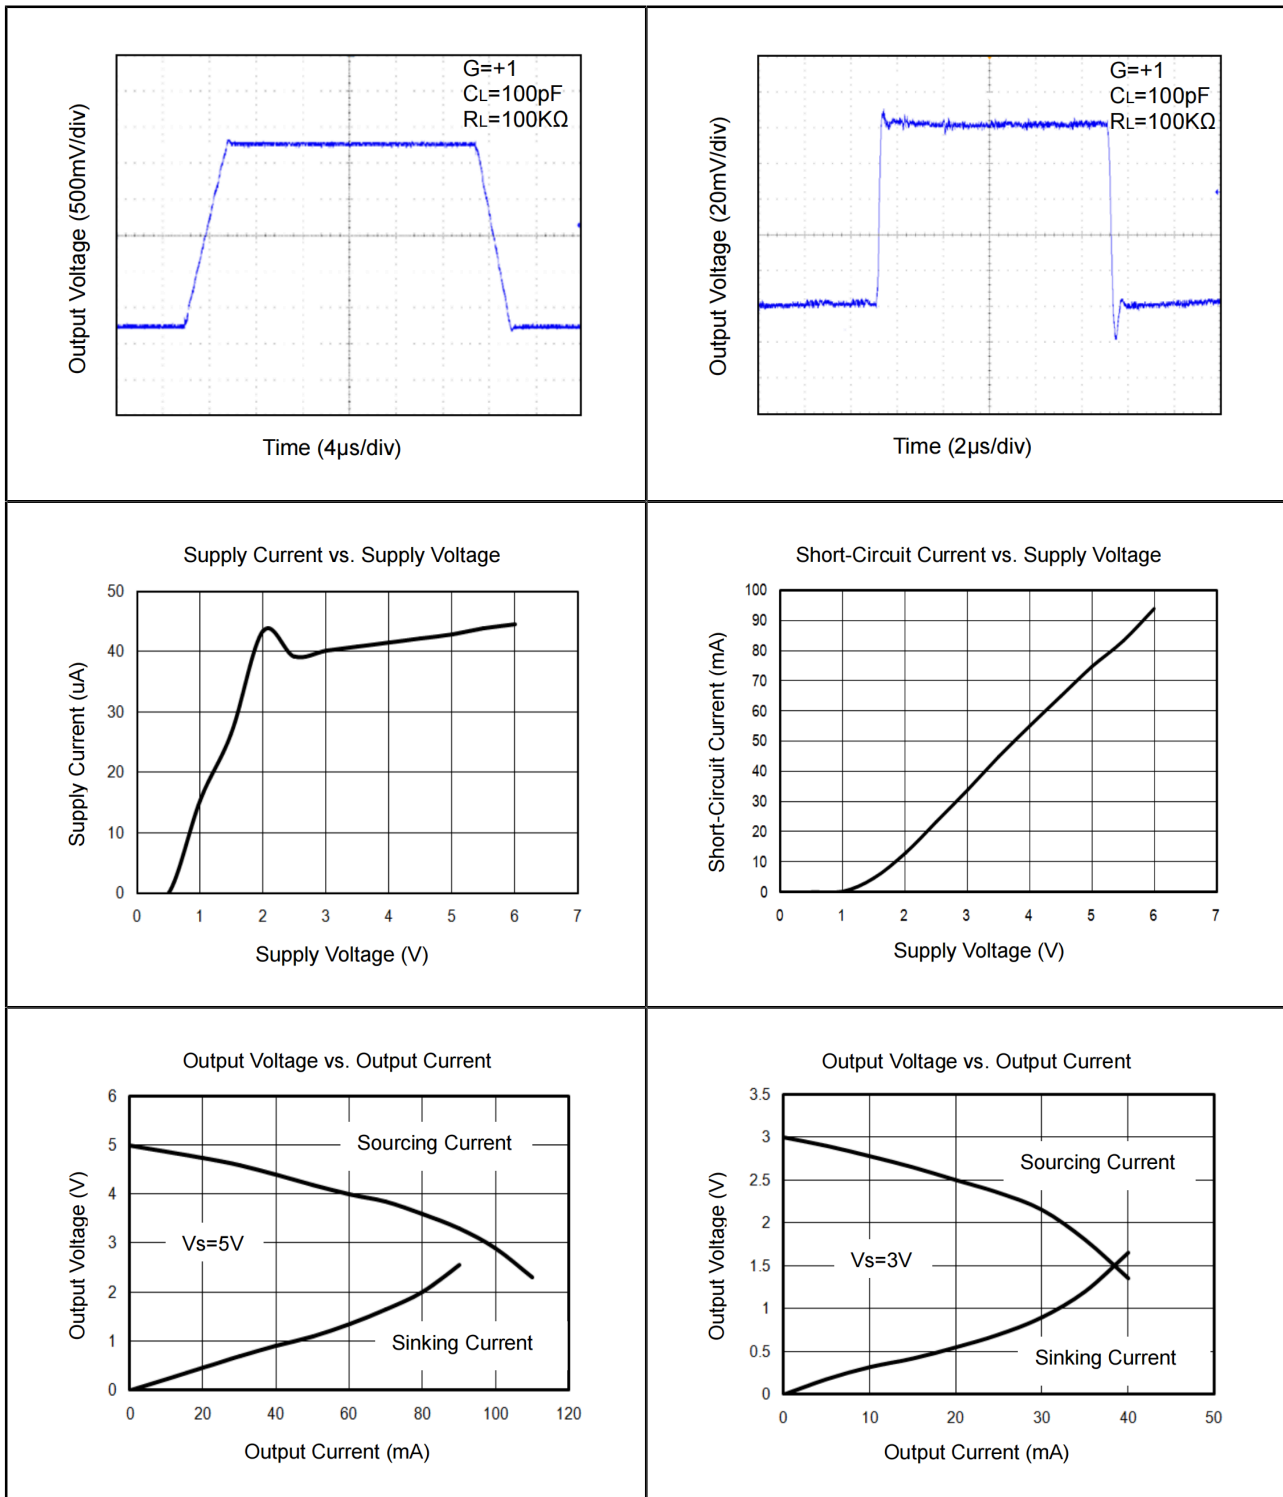 G=+1
CL=100pF
RL=100KΩ
Output Voltage (500mV/div)
Time (4µs/div)
G=+1
CL=100pF
RL=100KΩ
Output Voltage (20mV/div)
Time (2µs/div)
Supply Current vs. Supply Voltage
50
40
30
20
10
0
Supply Current (uA)
0 1 2 3 4 5 6 7
Supply Voltage (V)
Short-Circuit Current vs. Supply Voltage
100
90
80
70
60
50
40
30
20
10
0
Short-Circuit Current (mA)
0 1 2 3 4 5 6 7
Supply Voltage (V)
Output Voltage vs. Output Current
6
5
4
3
2
1
0
Output Voltage (V)
Sourcing Current
Vs=5V
Sinking Current
0 20 40 60 80 100 120
Output Current (mA)
Output Voltage vs. Output Current
3.5
3
2.5
2
1.5
1
0.5
0
Output Voltage (V)
Sourcing Current
Vs=3V
Sinking Current
0 10 20 30 40 50
Output Current (mA)